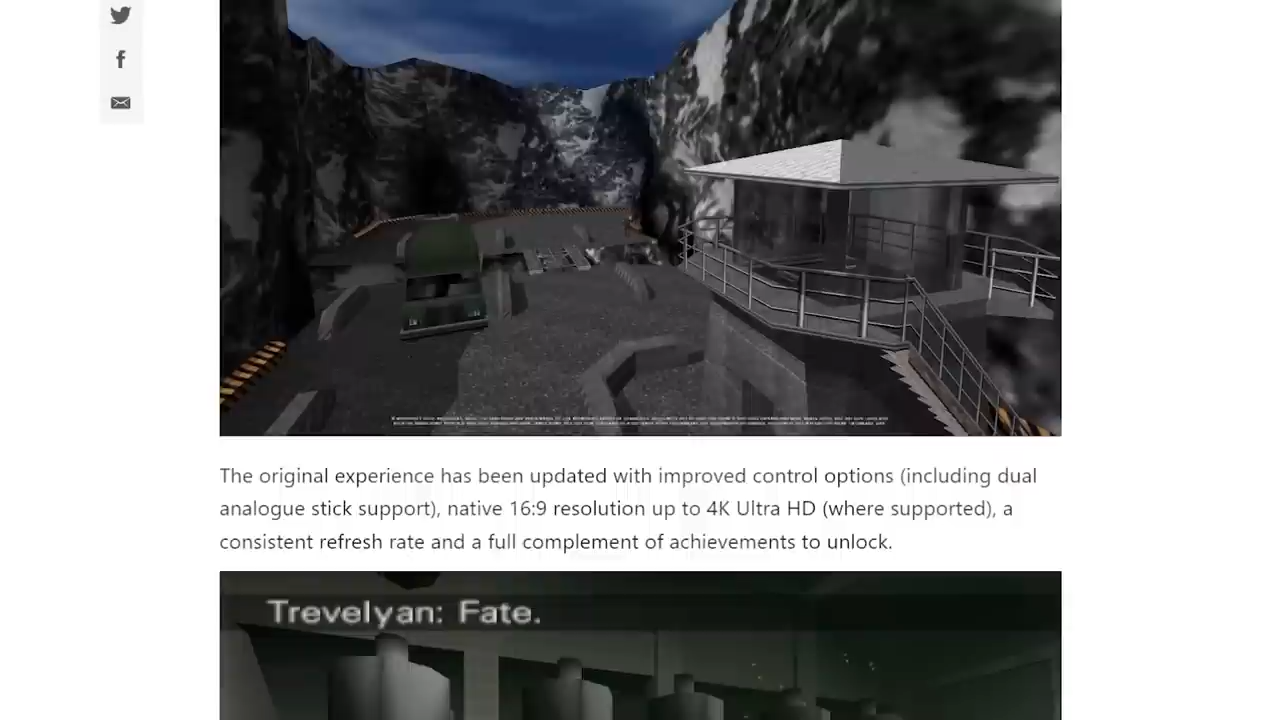 The original experience has been updated with improved control options (including dual
analogue stick support), native 16:9 resolution up to 4K Ultra HD (where supported), a
consistent refresh rate and a full complement of achievements to unlock.
Trevelyan: Fate.